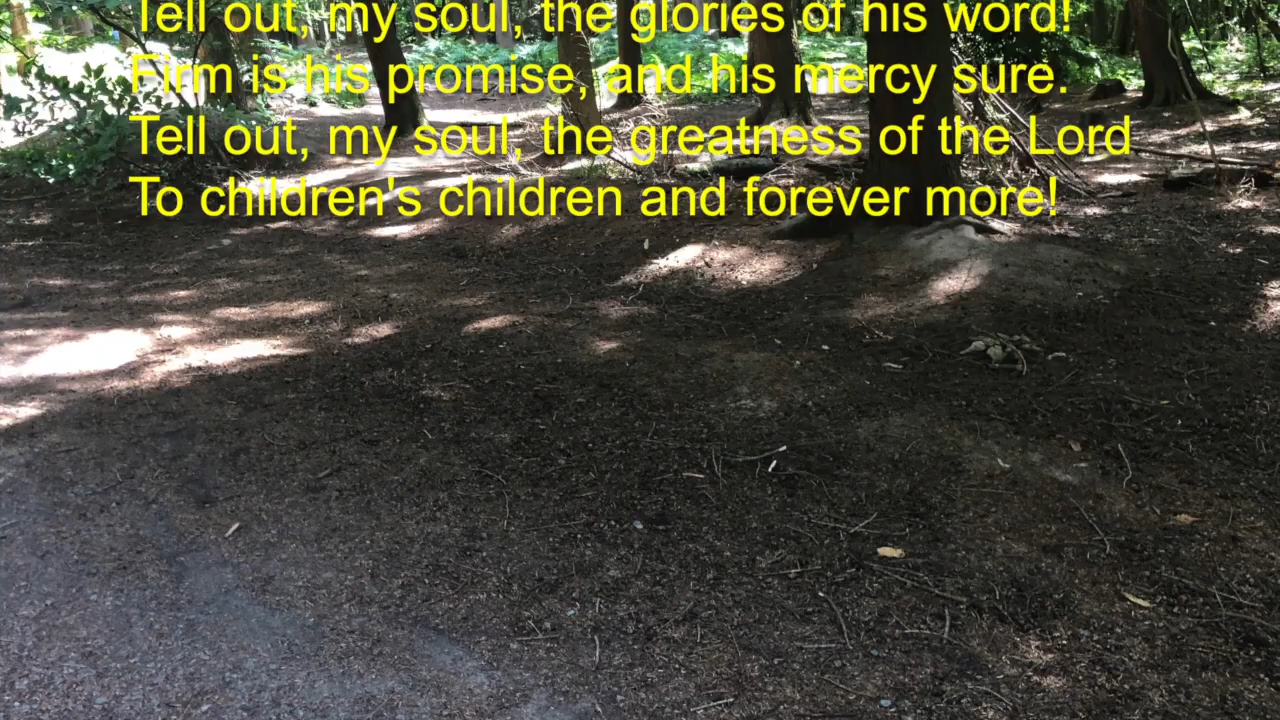 Tell out, my soul, the glories of his word!
Firm is his promise, and his mercy sure.
Tell out, my soul, the greatness of the Lord
To children's children and forever more!